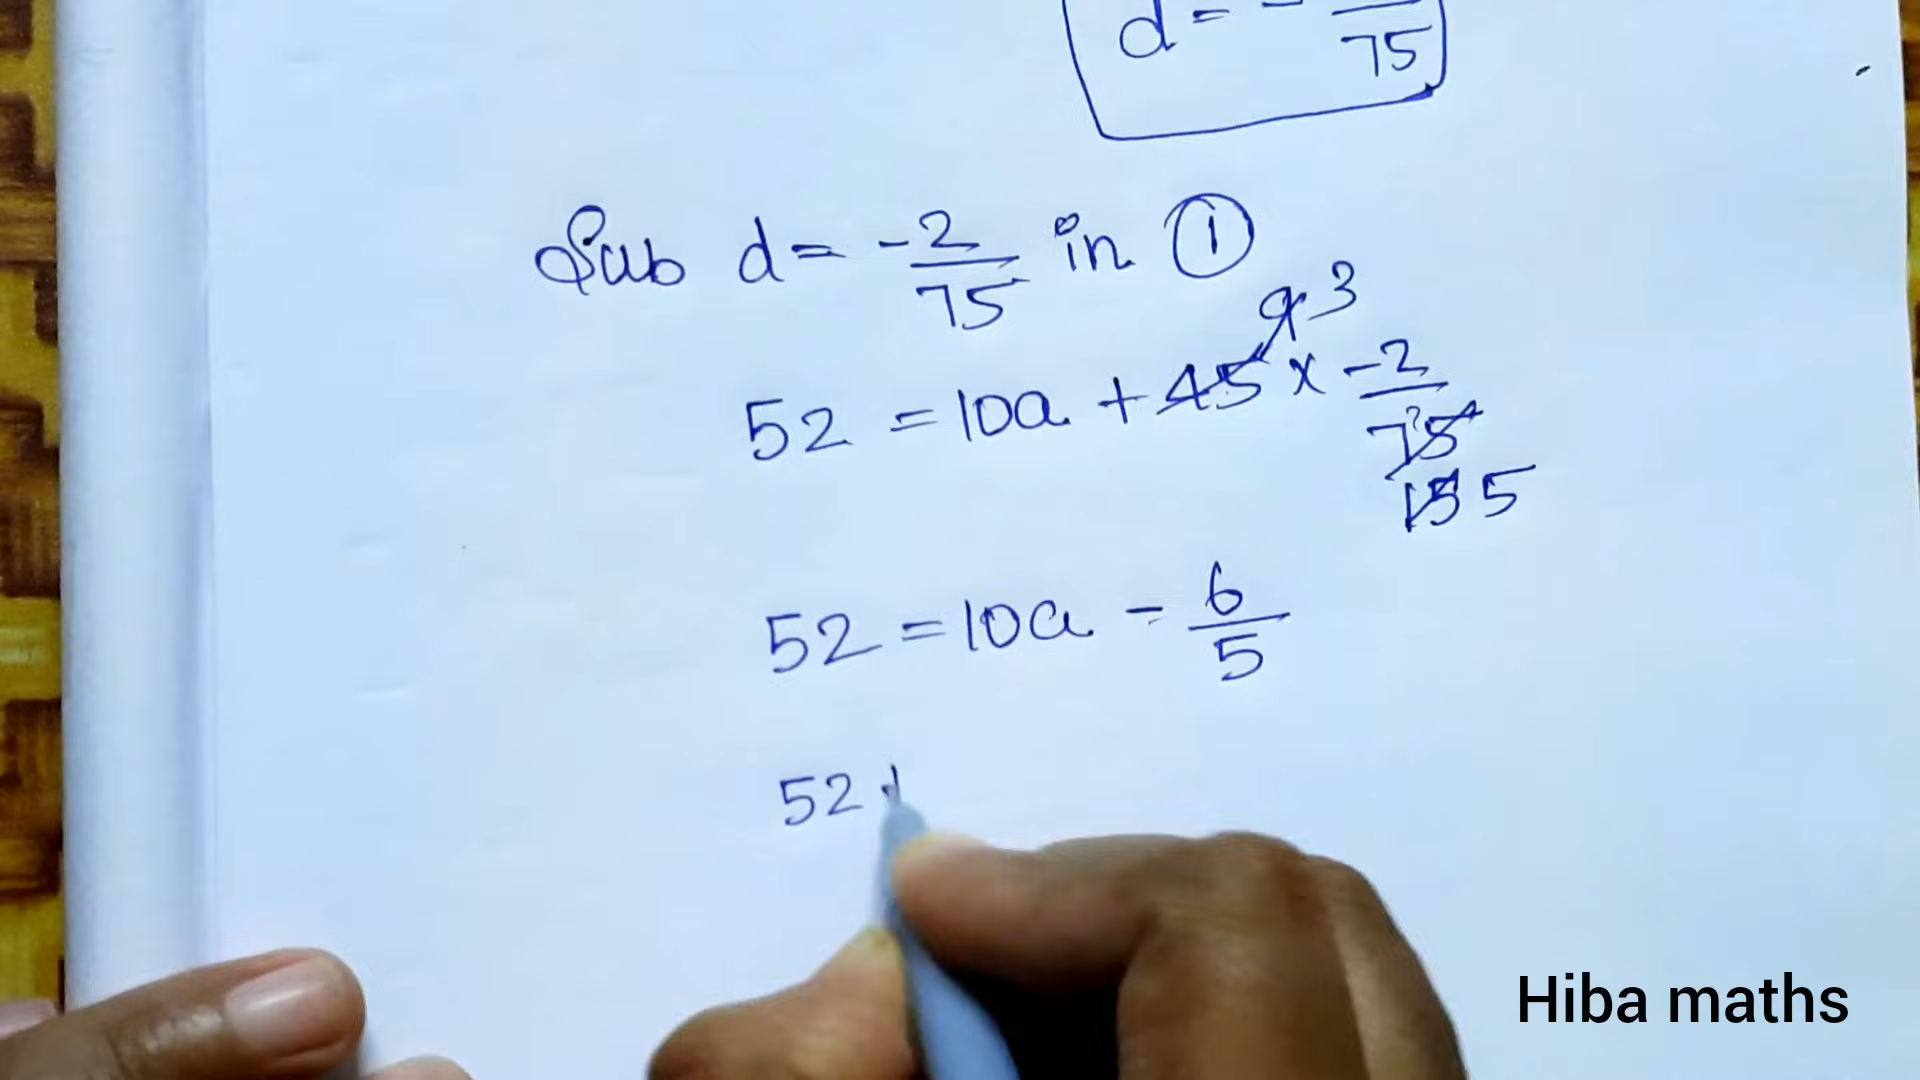 d = - /75
Sub d = -2/75 in ①
9 3
52 = 10a + 45 x -2/75
15 5
52 = 10a - 6/5
52 +
Hiba maths